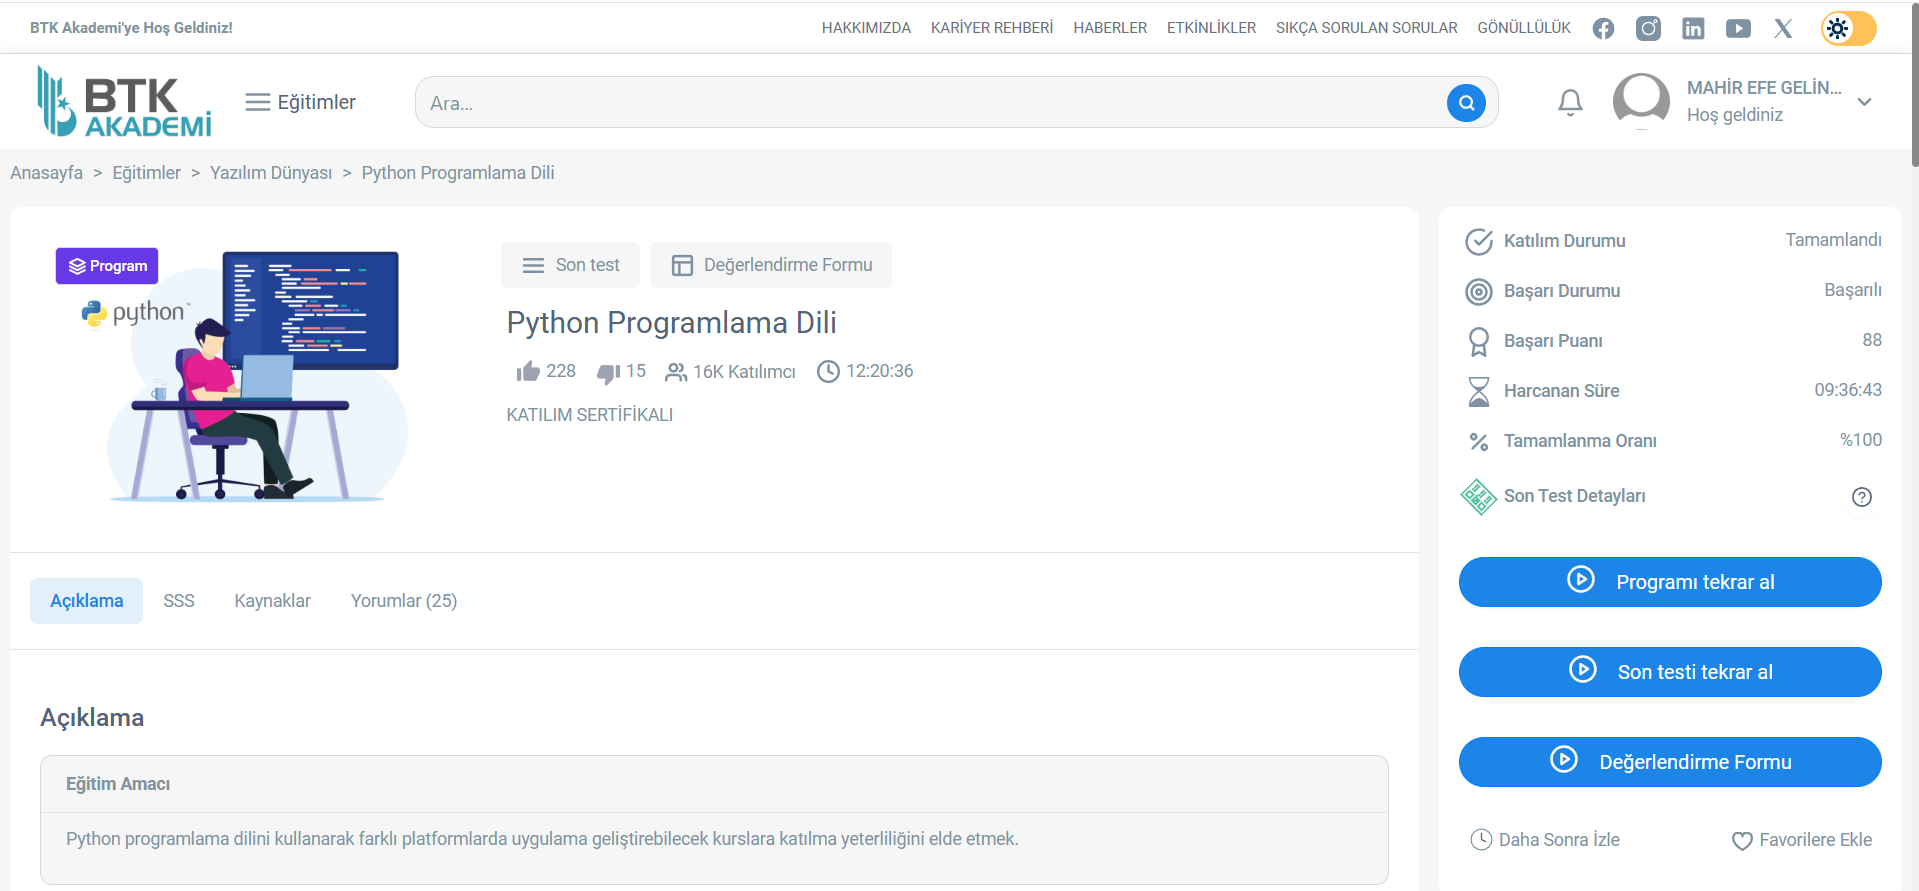 BTK Akademi'ye Hoş Geldiniz!
HAKKIMIZDA KARİYER REHBERİ HABERLER ETKİNLİKLER SIKÇA SORULAN SORULAR GÖNÜLLÜLÜK
BTK AKADEMİ
Eğitimler
Ara...
MAHİR EFE GELİN...
Hoş geldiniz
Anasayfa > Eğitimler > Yazılım Dünyası > Python Programlama Dili
Program
python™
Son test
Değerlendirme Formu
Python Programlama Dili
228 15 16K Katılımcı 12:20:36
KATILIM SERTİFİKALI
Açıklama SSS Kaynaklar Yorumlar (25)
Açıklama
Eğitim Amacı
Python programlama dilini kullanarak farklı platformlarda uygulama geliştirebilecek kurslara katılma yeterliliğini elde etmek.
Katılım Durumu Tamamlandı
Başarı Durumu Başarılı
Başarı Puanı 88
Harcanan Süre 09:36:43
Tamamlanma Oranı %100
Son Test Detayları ?
Programı tekrar al
Son testi tekrar al
Değerlendirme Formu
Daha Sonra İzle Favorilere Ekle